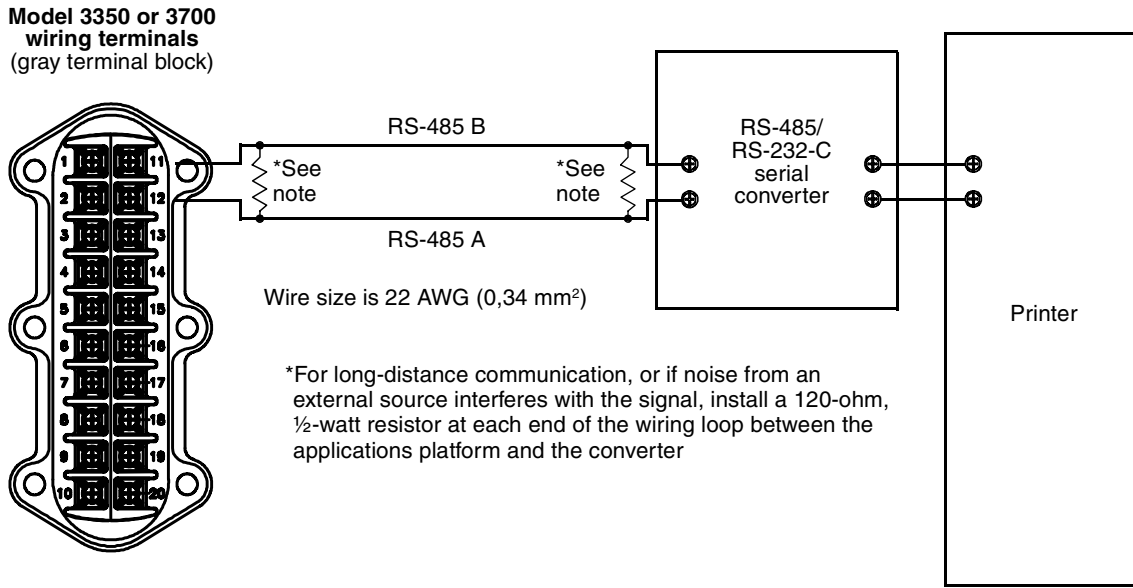 Model 3350 or 3700
wiring terminals
(gray terminal block)
RS-485 B
*See
note
*See
note
RS-485 A
Wire size is 22 AWG (0,34 mm²)
RS-485/
RS-232-C
serial
converter
Printer
*For long-distance communication, or if noise from an
external source interferes with the signal, install a 120-ohm,
½-watt resistor at each end of the wiring loop between the
applications platform and the converter
1 11
2 12
3 13
4 14
5 15
6 16
7 17
8 18
9 19
10 20